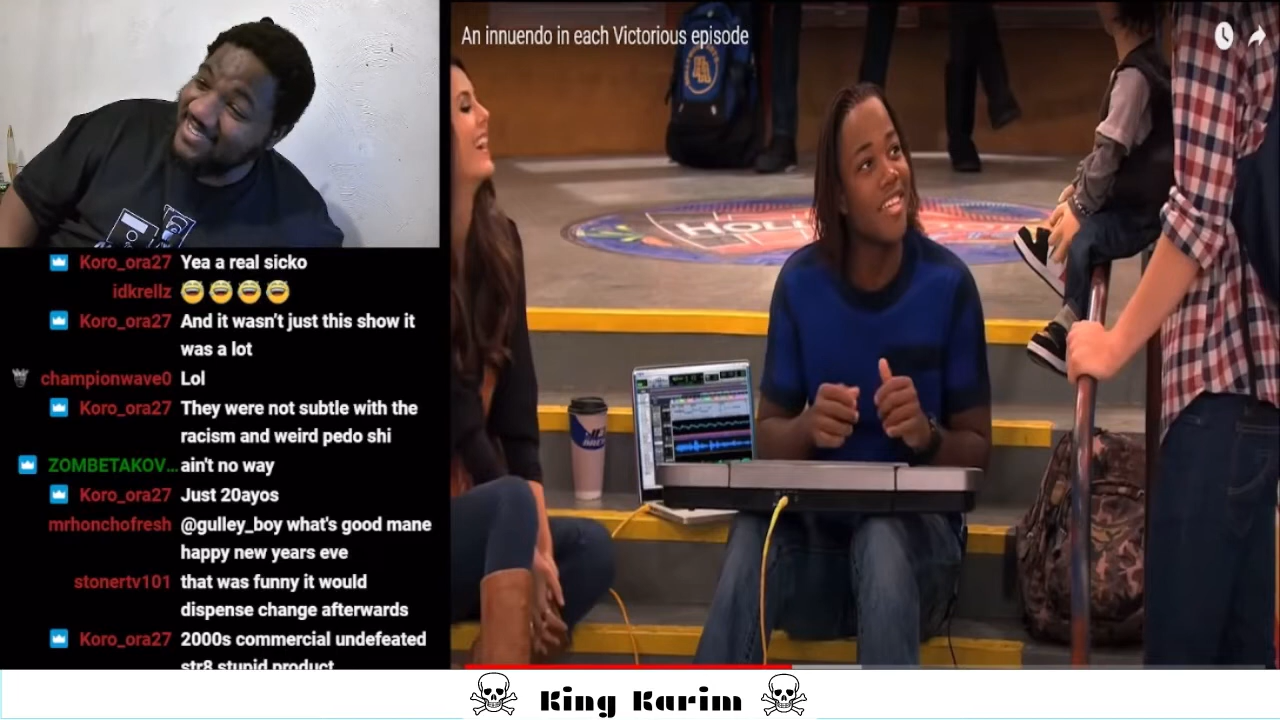 An innuendo in each Victorious episode
Koro_ora27 Yea a real sicko
idkrellz 😅😅😅😅
Koro_ora27 And it wasn't just this show it
was a lot
championwave0 Lol
Koro_ora27 They were not subtle with the
racism and weird pedo shi
ZOMBETAKOV... ain't no way
Koro_ora27 Just 20ayos
mrhonchofresh @gulley_boy what's good mane
happy new years eve
stonertv101 that was funny it would
dispense change afterwards
Koro_ora27 2000s commercial undefeated
str8 stupid product
King Karim